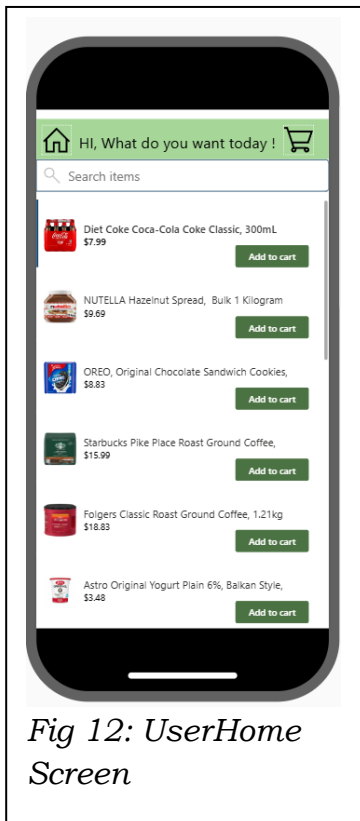 HI, What do you want today !
Search items
Diet Coke Coca-Cola Coke Classic, 300mL
$7.99
Add to cart
NUTELLA Hazelnut Spread, Bulk 1 Kilogram
$9.69
Add to cart
OREO, Original Chocolate Sandwich Cookies,
$8.83
Add to cart
Starbucks Pike Place Roast Ground Coffee,
$15.99
Add to cart
Folgers Classic Roast Ground Coffee, 1.21kg
$18.83
Add to cart
Astro Original Yogurt Plain 6%, Balkan Style,
$3.48
Add to cart
Fig 12: UserHome
Screen